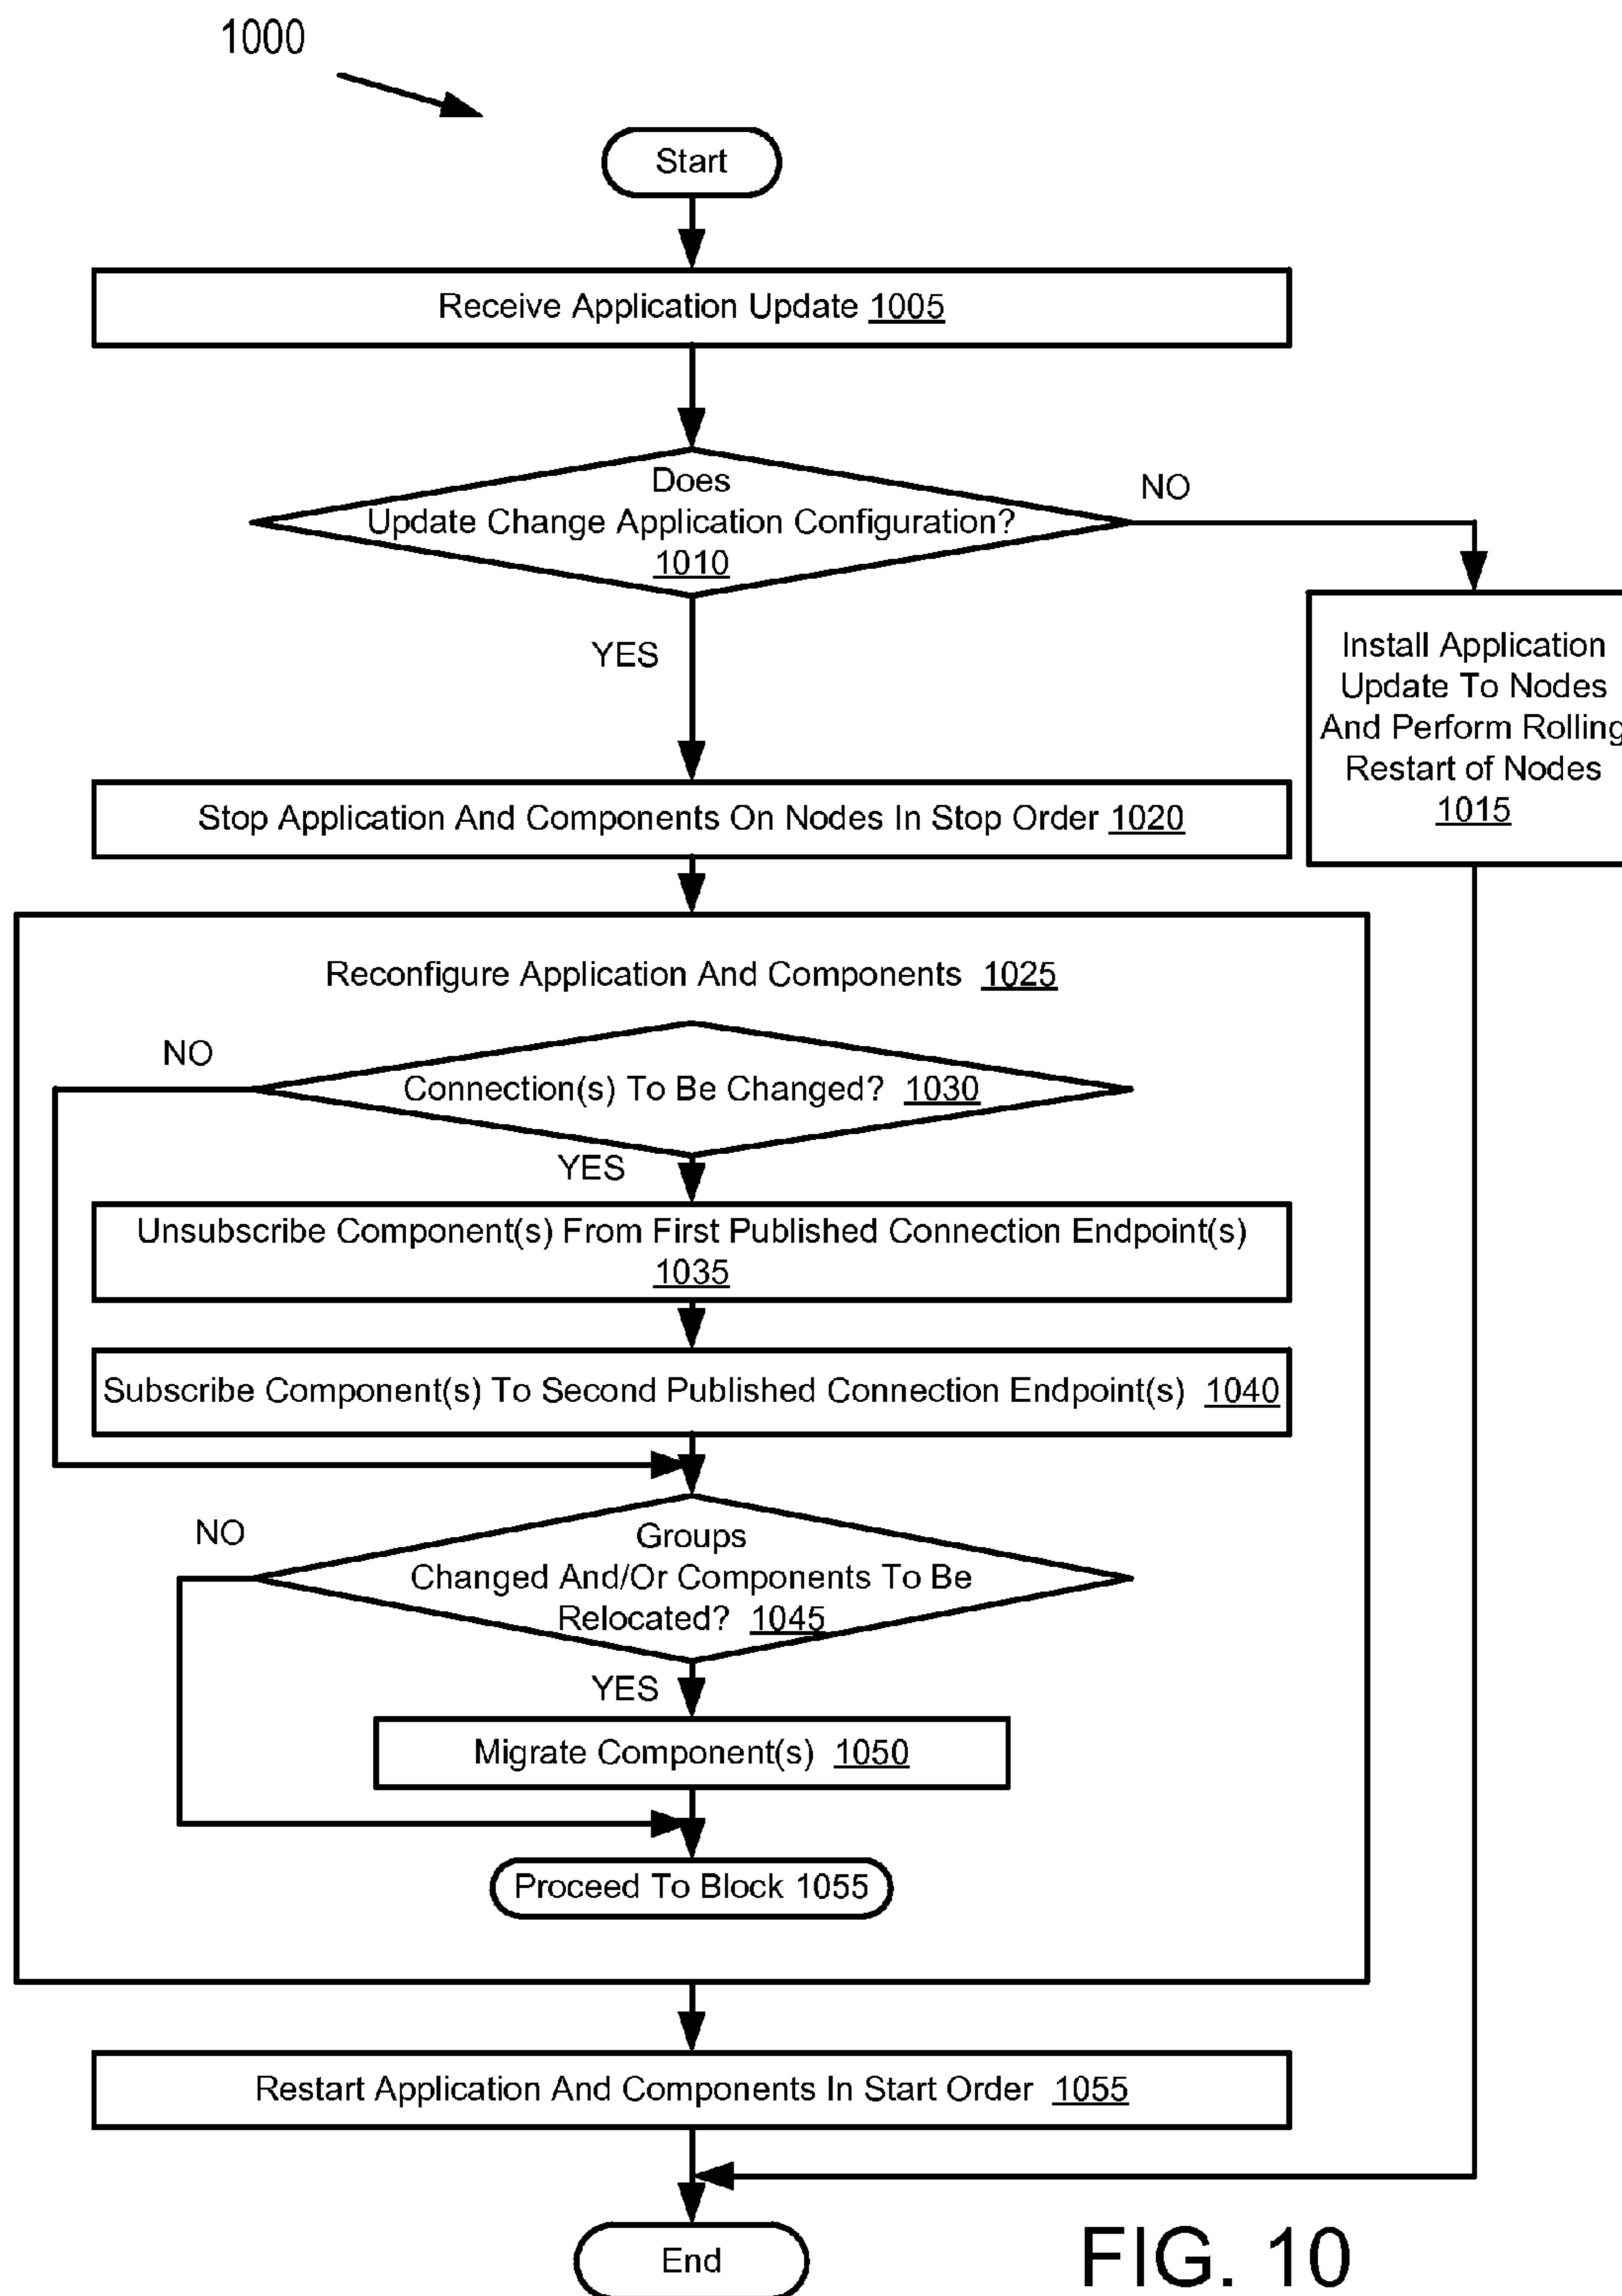 1000
Start
Receive Application Update 1005
Does
Update Change Application Configuration?
1010
NO
YES
Install Application
Update To Nodes
And Perform Rolling
Restart of Nodes
1015
Stop Application And Components On Nodes In Stop Order 1020
Reconfigure Application And Components 1025
NO
Connection(s) To Be Changed? 1030
YES
Unsubscribe Component(s) From First Published Connection Endpoint(s)
1035
Subscribe Component(s) To Second Published Connection Endpoint(s) 1040
NO
Groups
Changed And/Or Components To Be
Relocated? 1045
YES
Migrate Component(s) 1050
Proceed To Block 1055
Restart Application And Components In Start Order 1055
End
FIG. 10